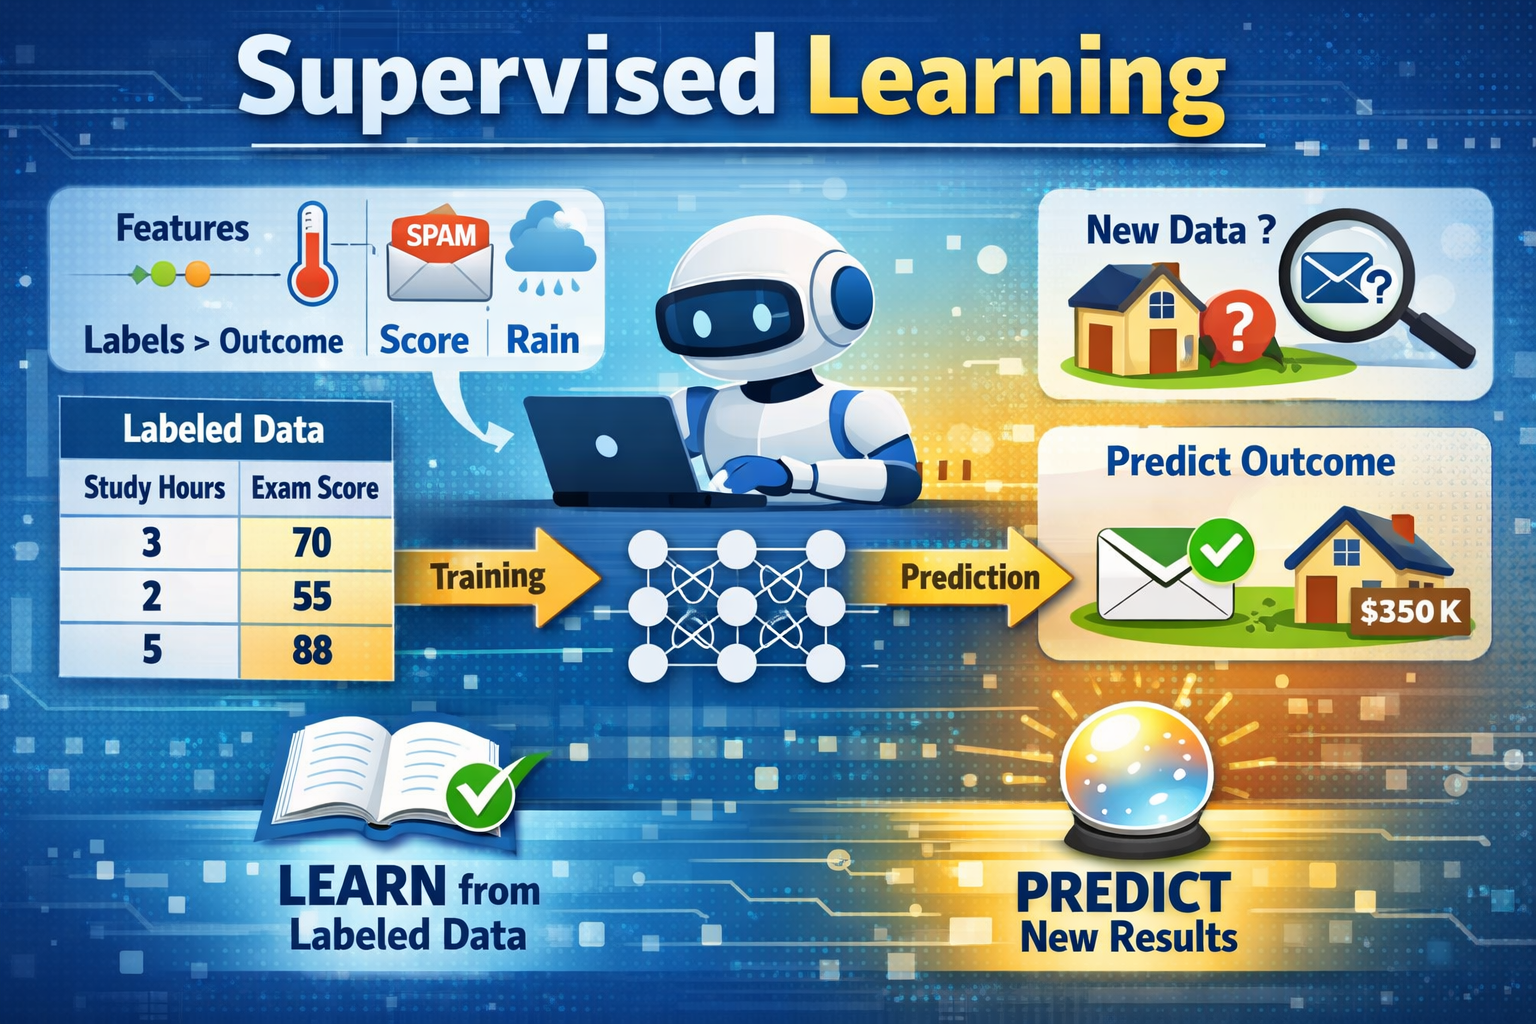 Supervised Learning
Features
SPAM
Labels > Outcome
Score
Rain
New Data ?
?
?
Labeled Data
Study Hours Exam Score
3 70
2 55
5 88
Training
Prediction
Predict Outcome
$350 K
LEARN from
Labeled Data
PREDICT
New Results